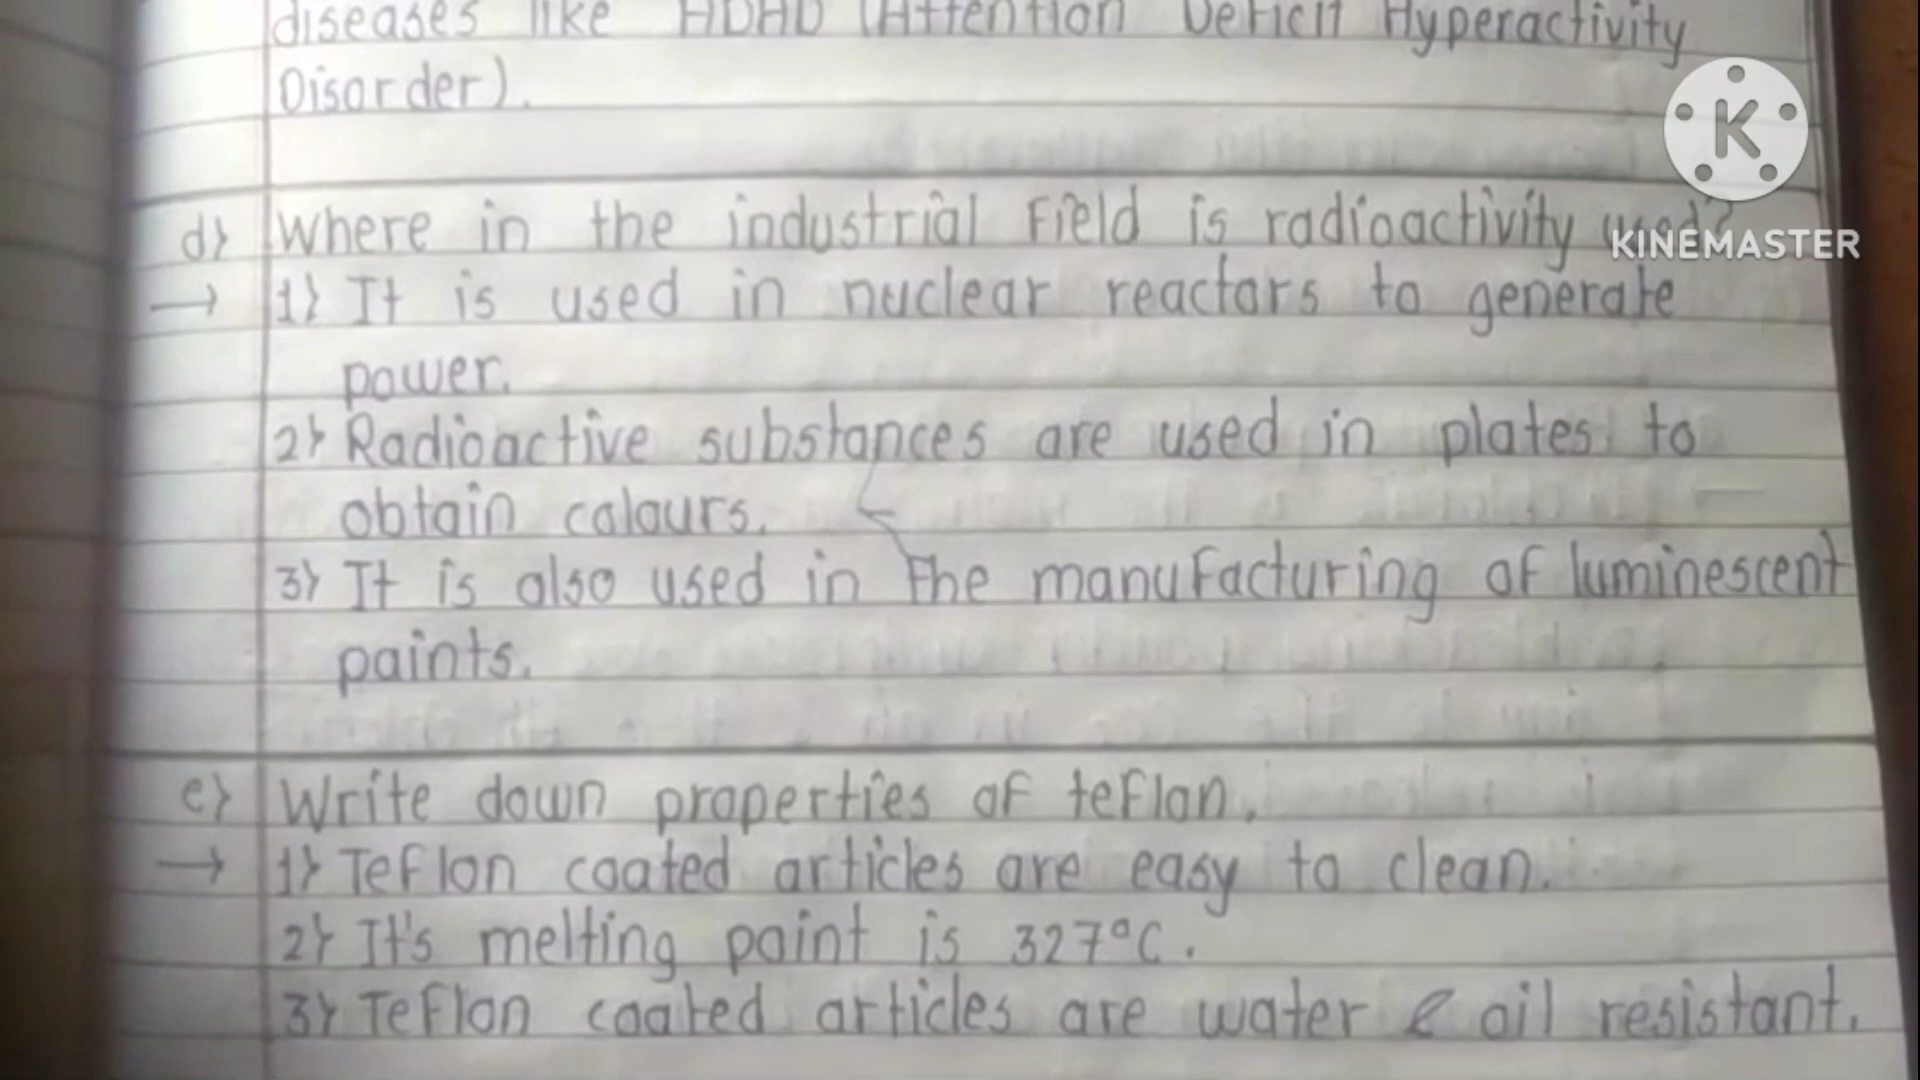 diseases like ADHD (Attention Deficit Hyperactivity
Disorder).
d) Where in the industrial Field is radioactivity used?
KINEMASTER
→ 1) It is used in nuclear reactors to generate
power.
2) Radioactive substances are used in plates to
obtain colours.
3) It is also used in the manufacturing of luminescent
paints.
e) Write down properties of teflon.
→ 1) Teflon coated articles are easy to clean.
2) It's melting point is 327°C.
3) Teflon coated articles are water & oil resistant.